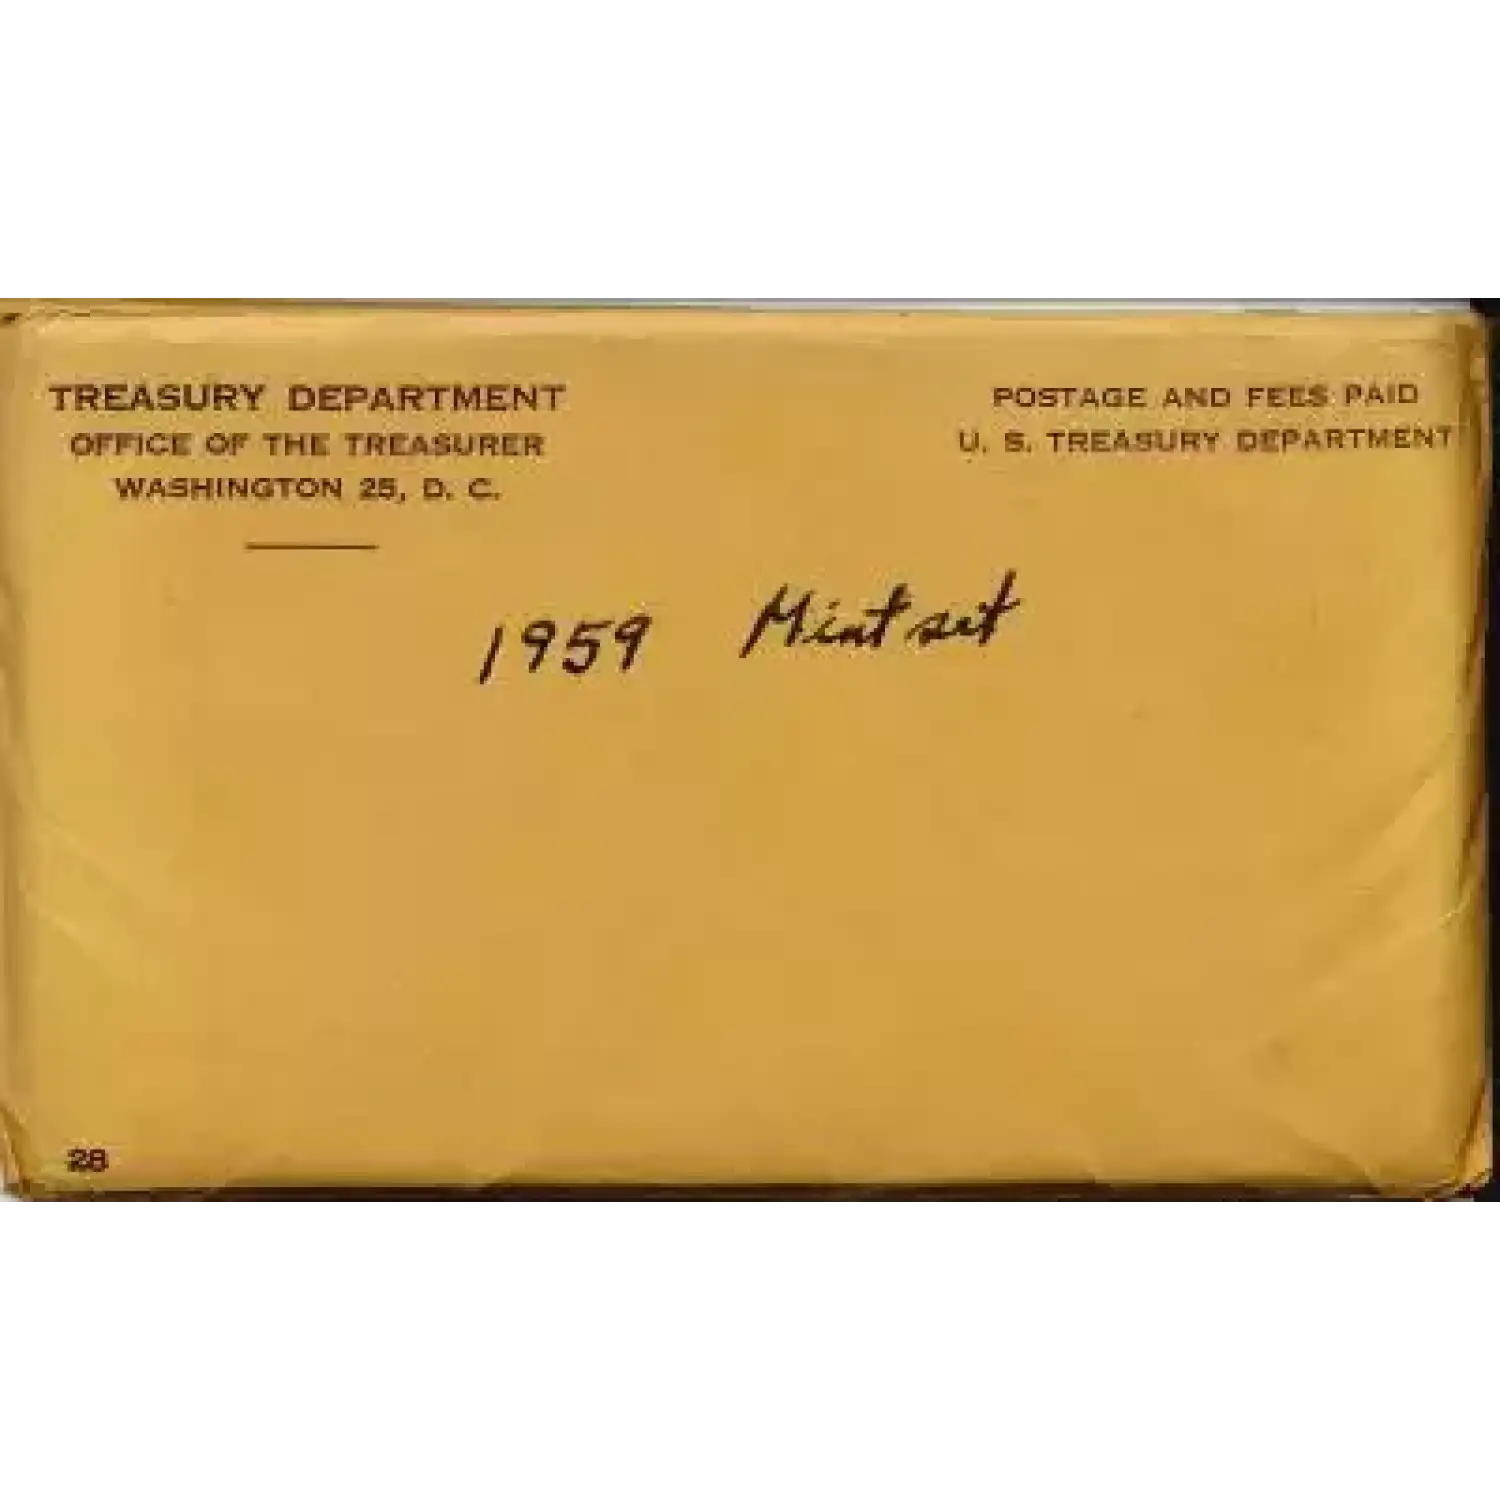 TREASURY DEPARTMENT
OFFICE OF THE TREASURER
WASHINGTON 25, D. C.
POSTAGE AND FEES PAID
U. S. TREASURY DEPARTMENT
1959 Mint set
28